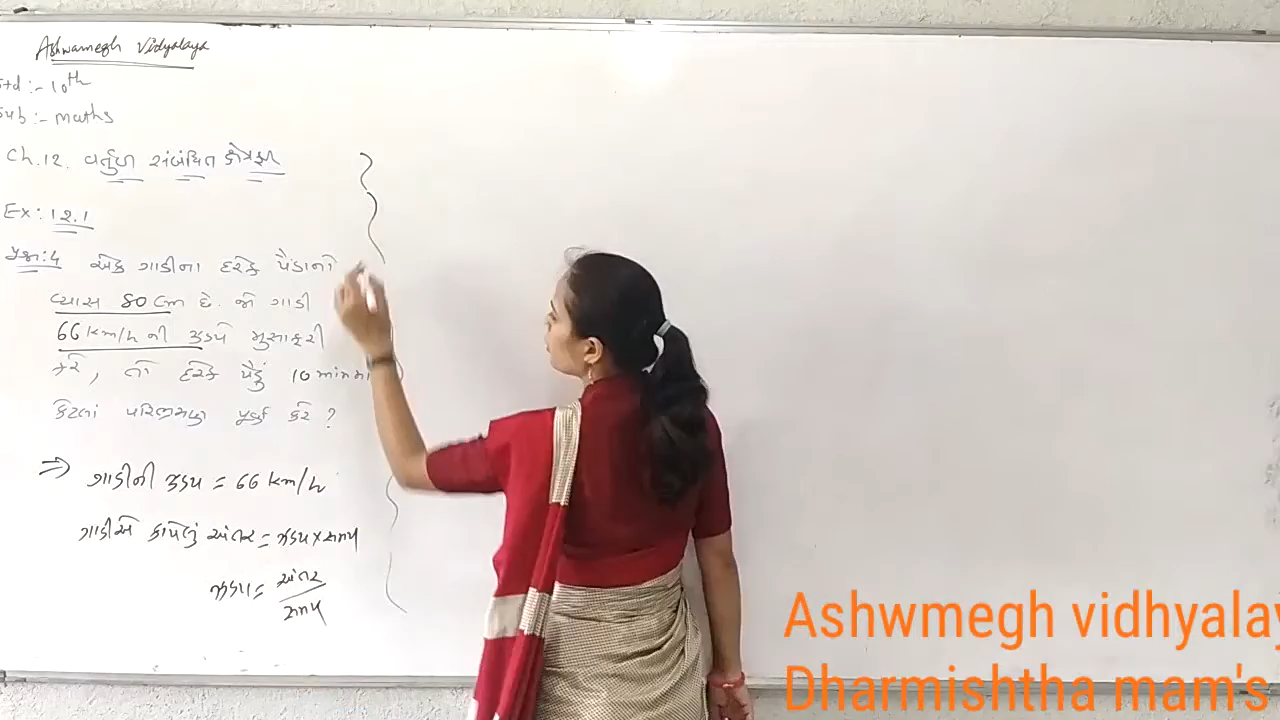 Ashwamegh Vidyalaya
Std :- 10th
Sub :- Maths
Ch. 12. વર્તુળ સંબંધિત ક્ષેત્રફળ
Ex : 12.1
પ્રશ્ન:4 એક ગાડીના દરેક પૈડાંનો
વ્યાસ 80 cm છે. જો ગાડી
66 km/h ની ઝડપે મુસાફરી
કરે, તો દરેક પૈડું 10 minમાં
કેટલાં પરિભ્રમણ પૂર્ણ કરે ?
⇒ ગાડીની ઝડપ = 66 km/h
ગાડીએ કાપેલું અંતર = ઝડપ × સમય
ઝડપ = અંતર
સમય
Ashwmegh vidhyalay
Dharmishtha mam's